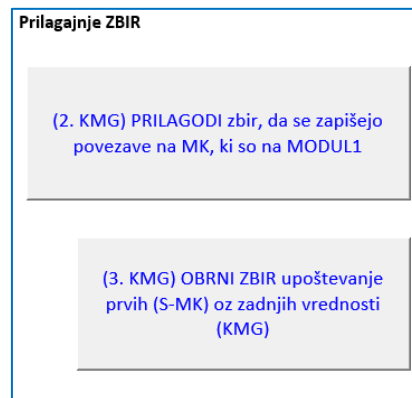 Prilagajnje ZBIR
(2. KMG) PRILAGODI zbir, da se zapišejo
povezave na MK, ki so na MODUL1
(3. KMG) OBRNI ZBIR upoštevanje
prvih (S-MK) oz zadnjih vrednosti
(KMG)